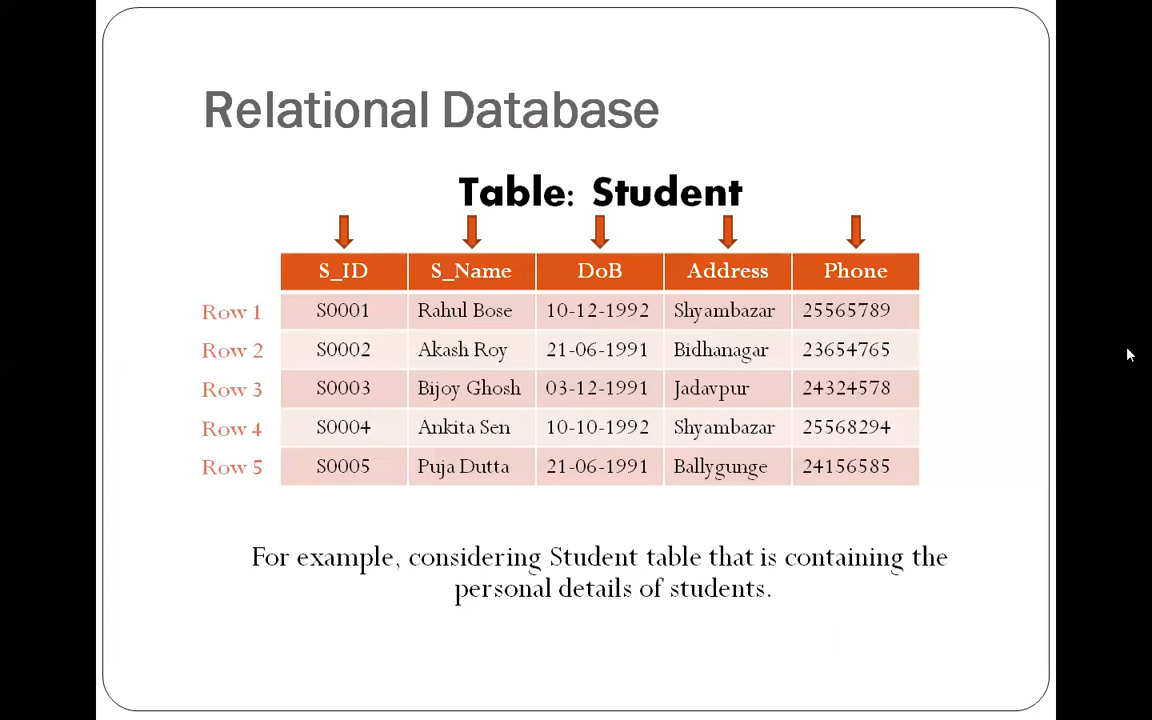 Relational Database
Table: Student
S_ID S_Name DoB Address Phone
Row 1 S0001 Rahul Bose 10-12-1992 Shyambazar 25565789
Row 2 S0002 Akash Roy 21-06-1991 Bidhanagar 23654765
Row 3 S0003 Bijoy Ghosh 03-12-1991 Jadavpur 24324578
Row 4 S0004 Ankita Sen 10-10-1992 Shyambazar 25568294
Row 5 S0005 Puja Dutta 21-06-1991 Ballygunge 24156585
For example, considering Student table that is containing the
personal details of students.